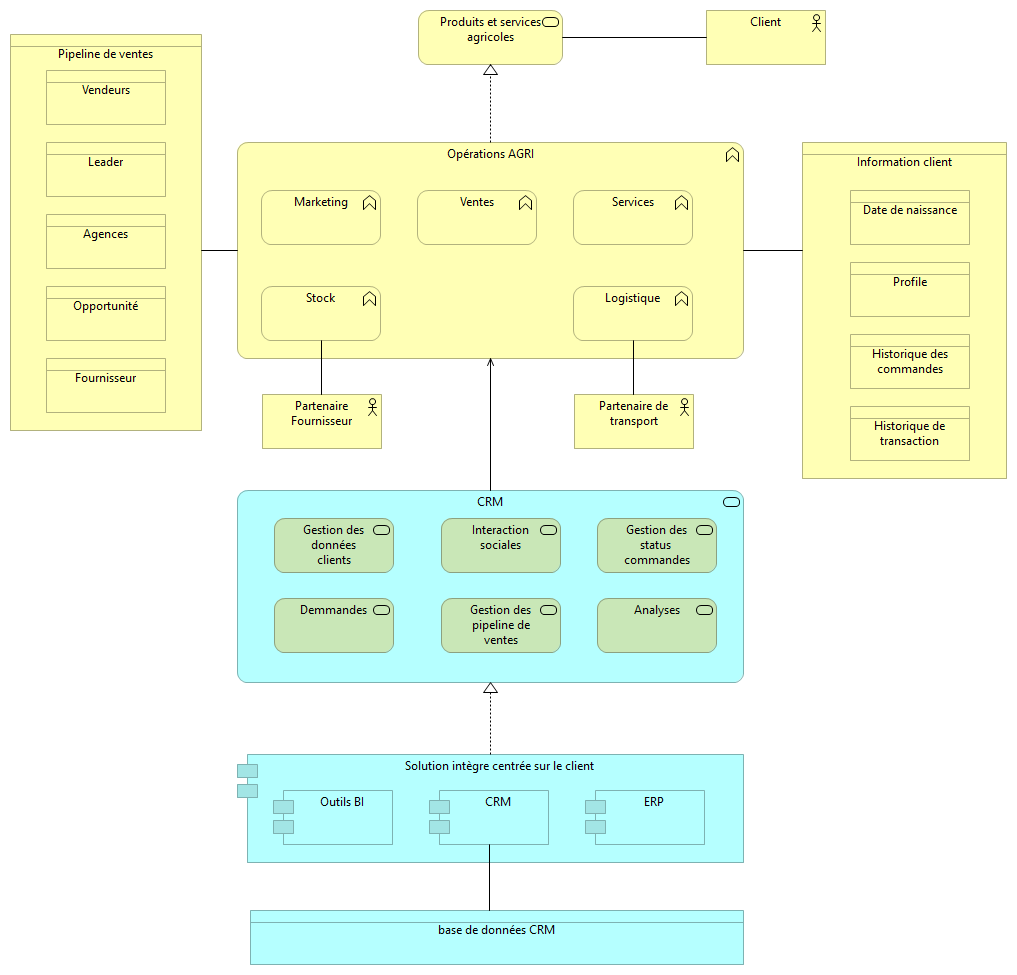 Produits et services
agricoles
Client
Pipeline de ventes
Vendeurs
Leader
Agences
Opportunité
Fournisseur
Opérations AGRI
Marketing
Ventes
Services
Stock
Logistique
Partenaire
Fournisseur
Partenaire de
transport
Information client
Date de naissance
Profile
Historique des
commandes
Historique de
transaction
CRM
Gestion des
données
clients
Interaction
sociales
Gestion des
status
commandes
Demmandes
Gestion des
pipeline de
ventes
Analyses
Solution intègre centrée sur le client
Outils BI
CRM
ERP
base de données CRM